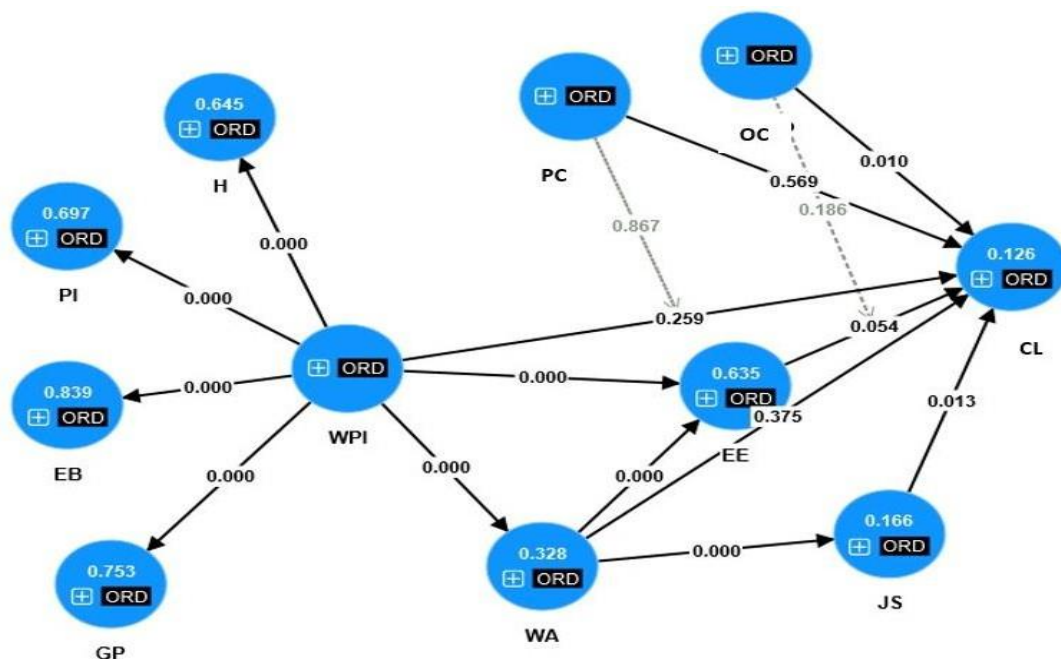 ORD
OC
ORD
PC
0.645
ORD
H
0.010
0.569
0.186
0.867
0.697
ORD
PI
0.000
0.000
0.126
ORD
CL
0.259
0.054
ORD
WPI
0.000
0.000
0.839
ORD
EB
0.635
ORD
EE
0.375
0.013
0.000
0.000
0.000
0.753
ORD
GP
0.328
ORD
WA
0.000
0.166
ORD
JS